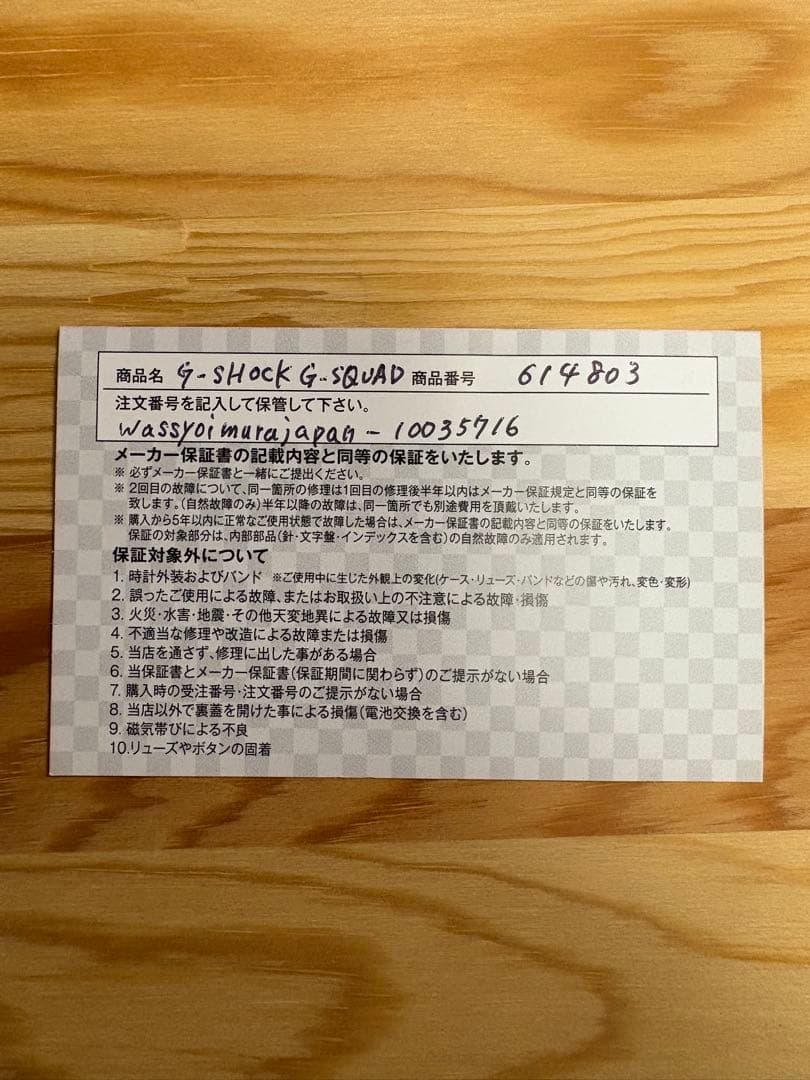 商品名 G-SHOCK G-SQUAD 商品番号 614803
注文番号を記入して保管して下さい。
wassyoimurajapan-10035716
メーカー保証書の記載内容と同等の保証をいたします。
※ 必ずメーカー保証書と一緒にご提出ください。
※ 2回目の故障について、同一箇所の修理は1回目の修理後半年以内はメーカー保証規定と同等の保証を
致します。(自然故障のみ)半年以降の故障は、同一箇所でも別途費用を頂戴いたします。
※ 購入から5年以内に正常なご使用状態で故障した場合は、メーカー保証書の記載内容と同等の保証をいたします。
保証の対象部分は、内部部品(針・文字盤・インデックスを含む)の自然故障のみ適用されます。
保証対象外について
1. 時計外装およびバンド ※ご使用中に生じた外観上の変化(ケース・リューズ・バンドなどの傷や汚れ、変色・変形)
2. 誤ったご使用による故障、またはお取扱い上の不注意による故障・損傷
3. 火災・水害・地震・その他天変地異による故障又は損傷
4. 不適当な修理や改造による故障または損傷
5. 当店を通さず、修理に出した事がある場合
6. 当保証書とメーカー保証書(保証期間に関わらず)のご提示がない場合
7. 購入時の受注番号・注文番号のご提示がない場合
8. 当店以外で裏蓋を開けた事による損傷(電池交換を含む)
9. 磁気帯びによる不良
10.リューズやボタンの固着